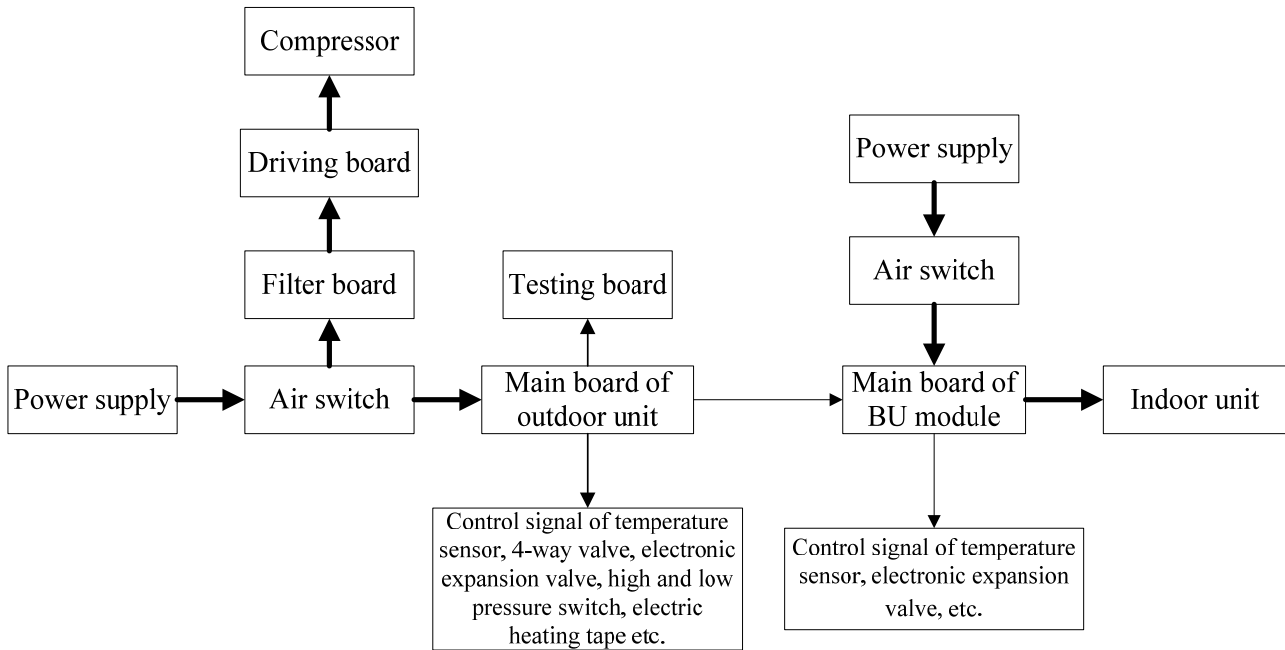 Compressor
Driving board
Power supply
Filter board
Testing board
Air switch
Power supply
Air switch
Main board of
outdoor unit
Main board of
BU module
Indoor unit
Control signal of temperature
sensor, 4-way valve, electronic
expansion valve, high and low
pressure switch, electric
heating tape etc.
Control signal of temperature
sensor, electronic expansion
valve, etc.